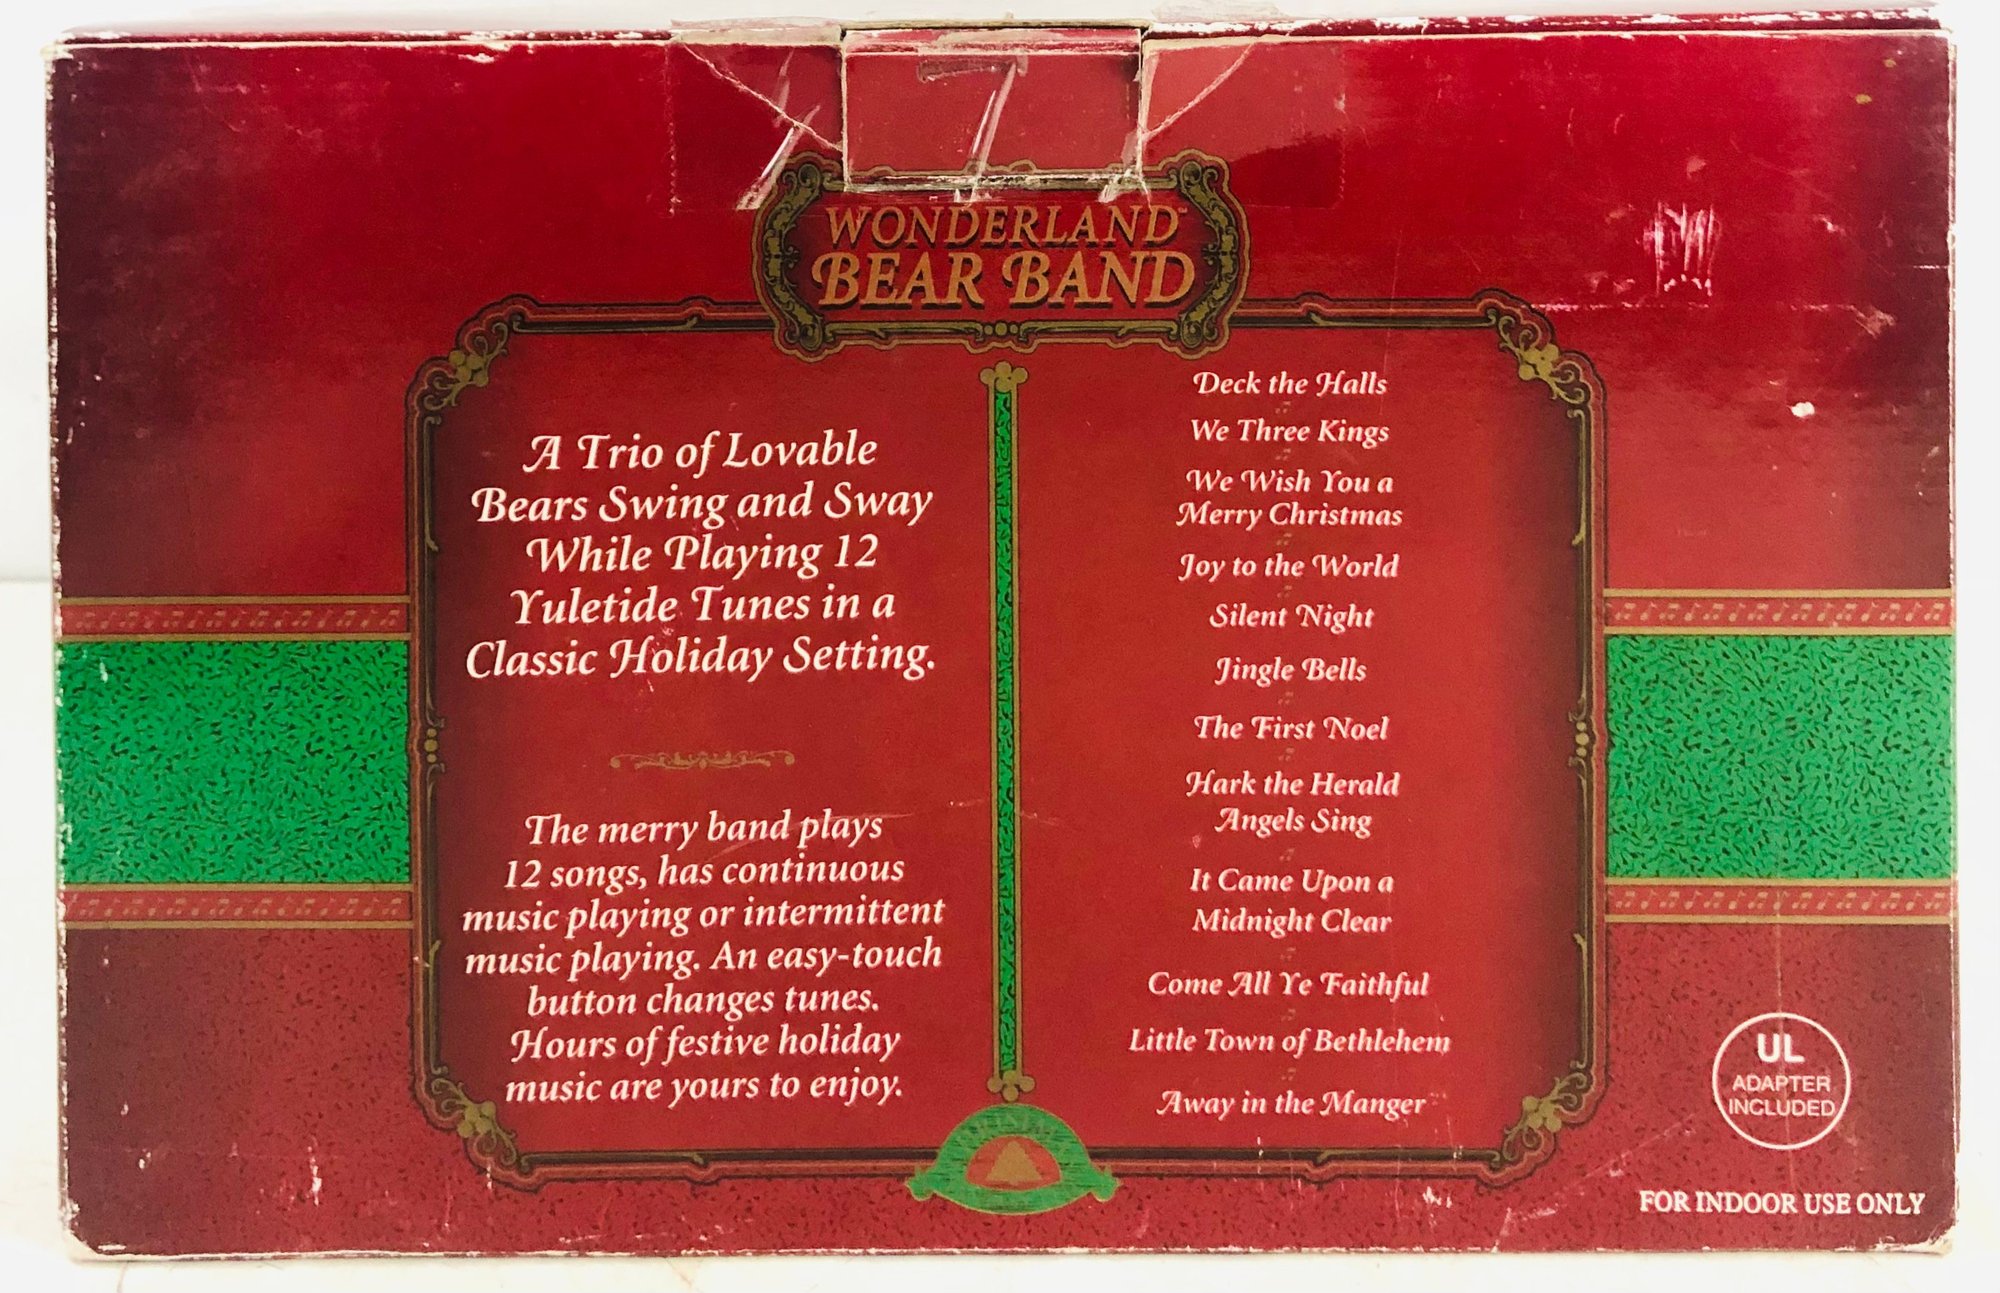 WONDERLAND™
BEAR BAND
A Trio of Lovable
Bears Swing and Sway
While Playing 12
Yuletide Tunes in a
Classic Holiday Setting.
The merry band plays
12 songs, has continuous
music playing or intermittent
music playing. An easy-touch
button changes tunes.
Hours of festive holiday
music are yours to enjoy.
Deck the Halls
We Three Kings
We Wish You a
Merry Christmas
Joy to the World
Silent Night
Jingle Bells
The First Noel
Hark the Herald
Angels Sing
It Came Upon a
Midnight Clear
Come All Ye Faithful
Little Town of Bethlehem
Away in the Manger
UL
ADAPTER
INCLUDED
FOR INDOOR USE ONLY